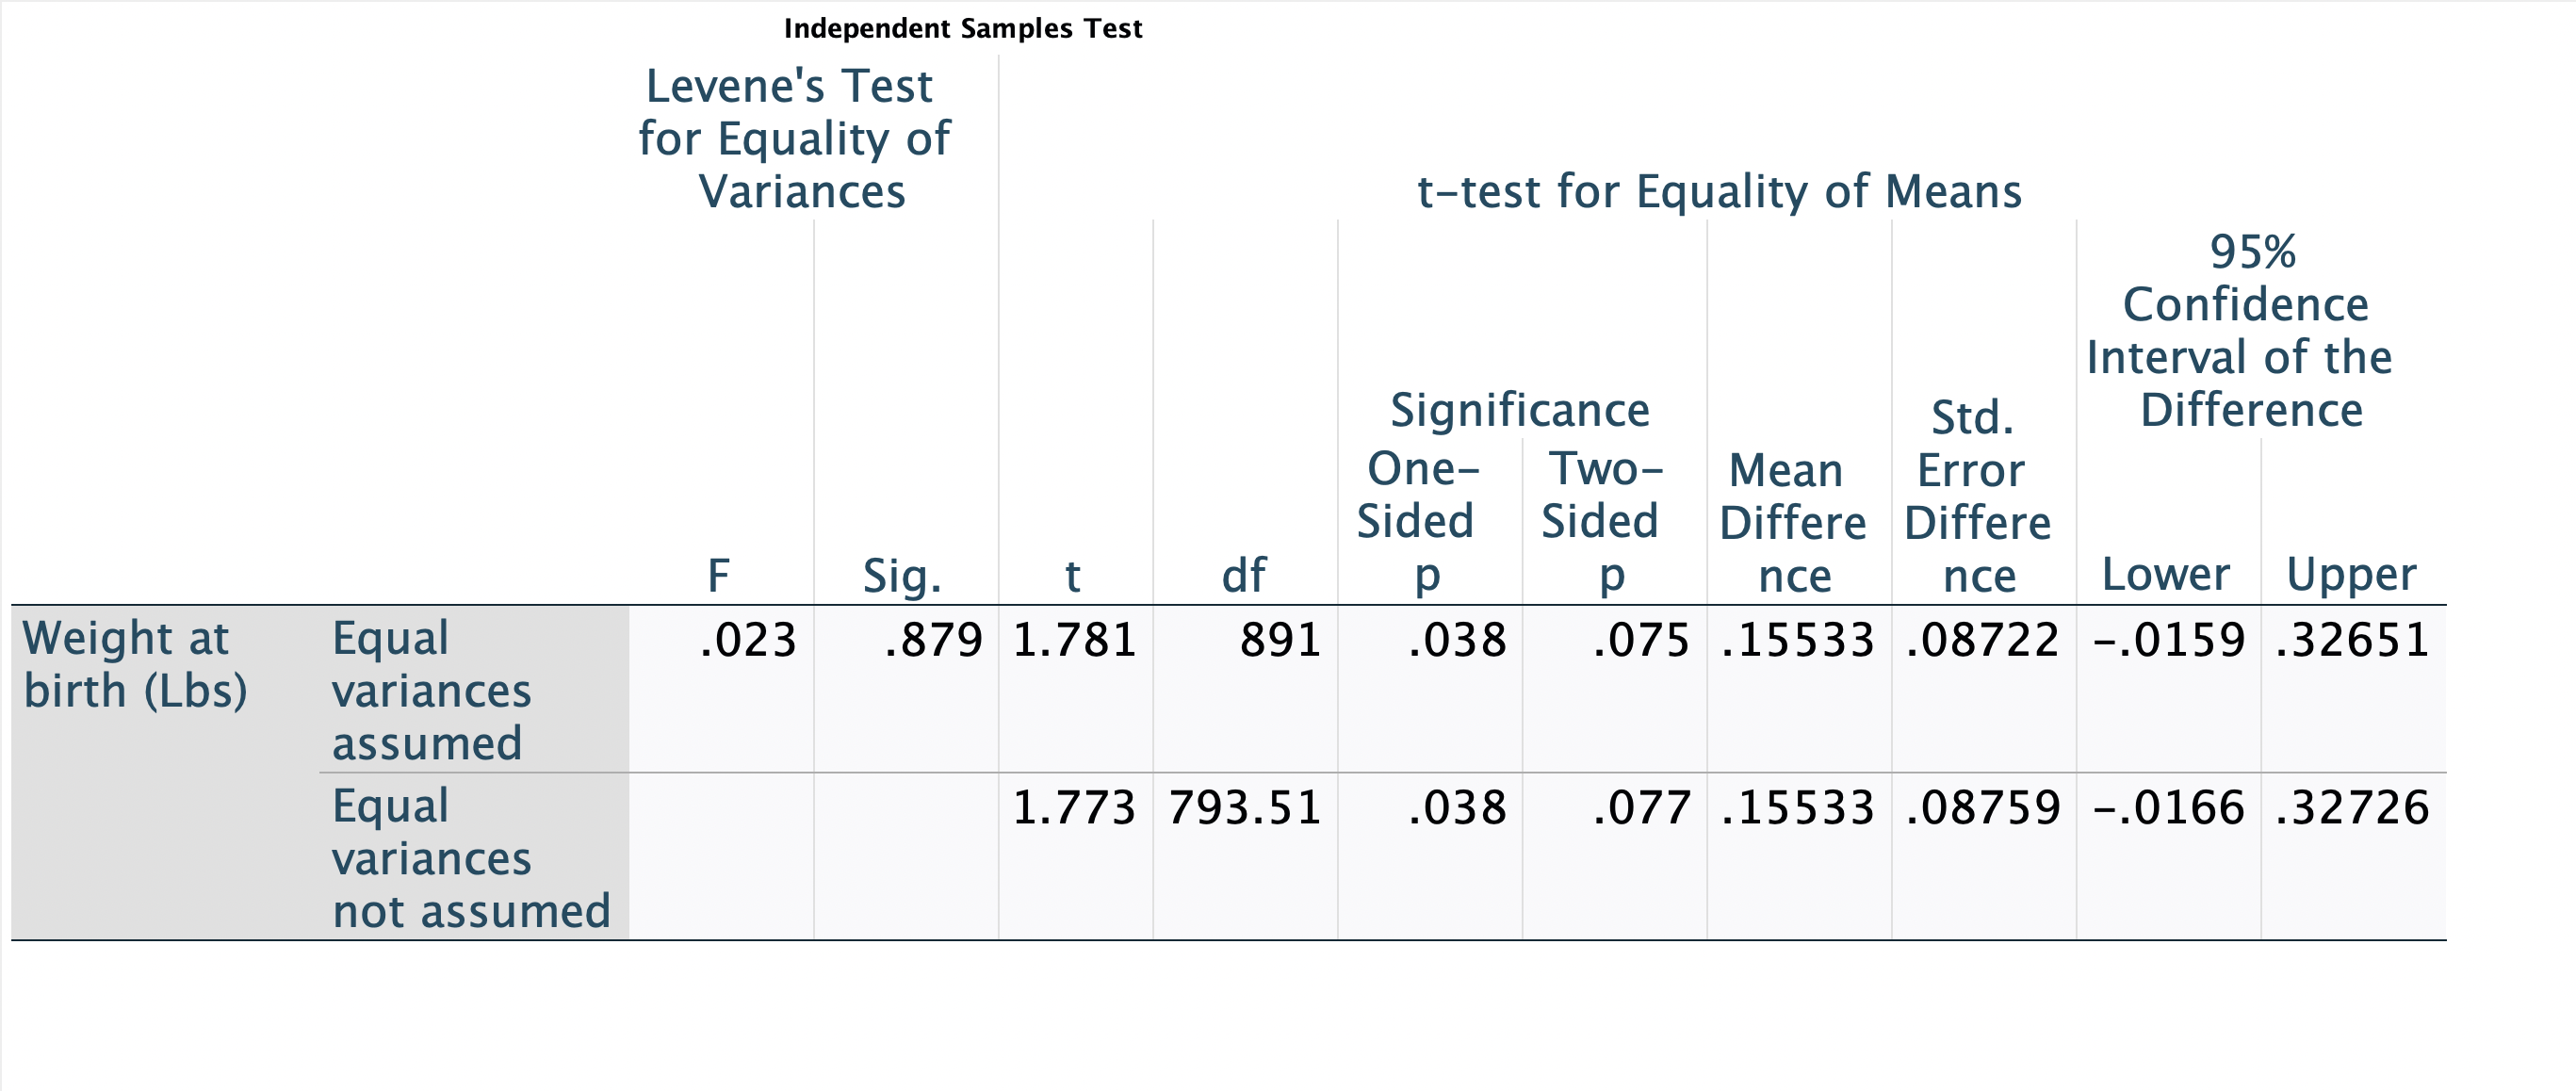 Independent Samples Test
Levene's Test
for Equality of
Variances
t-test for Equality of Means
95%
Confidence
Interval of the
Difference
Significance
Std.
Error
Differe
nce
One-
Sided
p
Two-
Sided
p
Mean
Differe
nce
F Sig. t df Lower Upper
Weight at
birth (Lbs)
Equal
variances
assumed
.023 .879 1.781 891 .038 .075 .15533 .08722 -.0159 .32651
Equal
variances
not assumed
1.773 793.51 .038 .077 .15533 .08759 -.0166 .32726